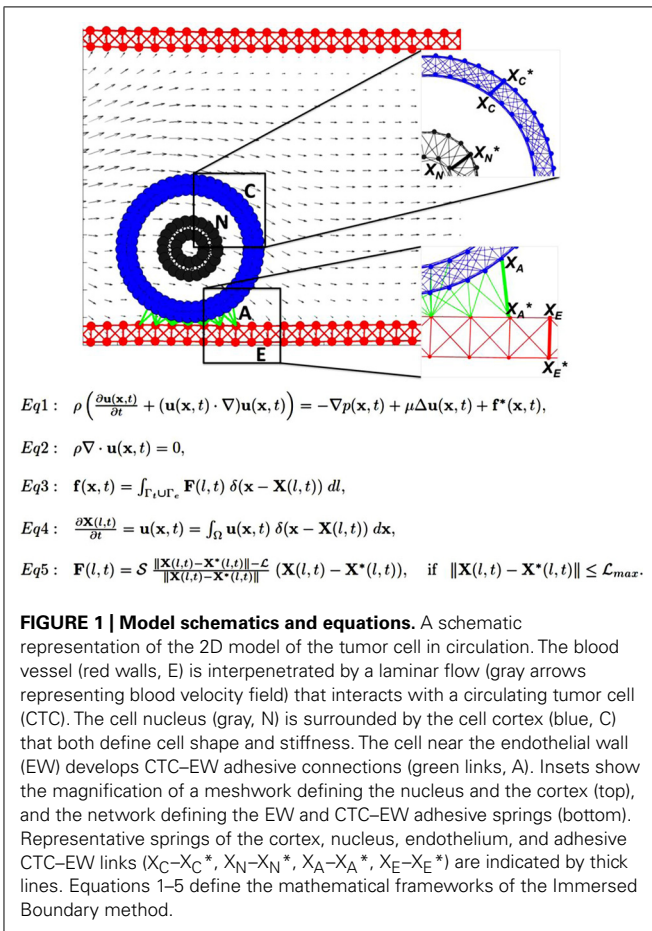 C
N
A
E
X_C*
X_C
X_N*
X_N
X_A
X_A*
X_E
X_E*
Eq1 : ρ ( ∂u(x,t)/∂t + (u(x,t) · ∇)u(x,t) ) = −∇p(x,t) + μΔu(x,t) + f*(x,t),
Eq2 : ρ∇ · u(x,t) = 0,
Eq3 : f(x,t) = ∫_{Γ_t∪Γ_e} F(l,t) δ(x − X(l,t)) dl,
Eq4 : ∂X(l,t)/∂t = u(x,t) = ∫_Ω u(x,t) δ(x − X(l,t)) dx,
Eq5 : F(l,t) = S (‖X(l,t)−X*(l,t)‖−L)/‖X(l,t)−X*(l,t)‖ (X(l,t) − X*(l,t)), if ‖X(l,t) − X*(l,t)‖ ≤ L_max.
FIGURE 1 | Model schematics and equations. A schematic
representation of the 2D model of the tumor cell in circulation. The blood
vessel (red walls, E) is interpenetrated by a laminar flow (gray arrows
representing blood velocity field) that interacts with a circulating tumor cell
(CTC). The cell nucleus (gray, N) is surrounded by the cell cortex (blue, C)
that both define cell shape and stiffness. The cell near the endothelial wall
(EW) develops CTC–EW adhesive connections (green links, A). Insets show
the magnification of a meshwork defining the nucleus and the cortex (top),
and the network defining the EW and CTC–EW adhesive springs (bottom).
Representative springs of the cortex, nucleus, endothelium, and adhesive
CTC–EW links (X_C–X_C*, X_N–X_N*, X_A–X_A*, X_E–X_E*) are indicated by thick
lines. Equations 1–5 define the mathematical frameworks of the Immersed
Boundary method.